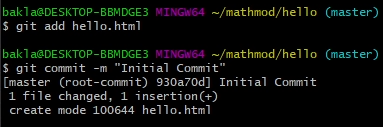 bakla@DESKTOP-BBMDGE3 MINGW64 ~/mathmod/hello (master)
$ git add hello.html
bakla@DESKTOP-BBMDGE3 MINGW64 ~/mathmod/hello (master)
$ git commit -m "Initial Commit"
[master (root-commit) 930a70d] Initial Commit
 1 file changed, 1 insertion(+)
 create mode 100644 hello.html